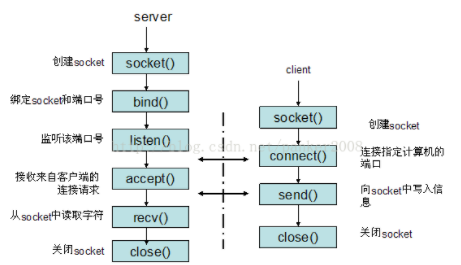 server
创建socket
socket()
绑定socket和端口号
bind()
监听该端口号
listen()
接收来自客户端的
连接请求
accept()
从socket中读取字符
recv()
关闭socket
close()
client
socket()
创建socket
connect()
连接指定计算机的
端口
send()
向socket中写入信
息
close()
关闭socket